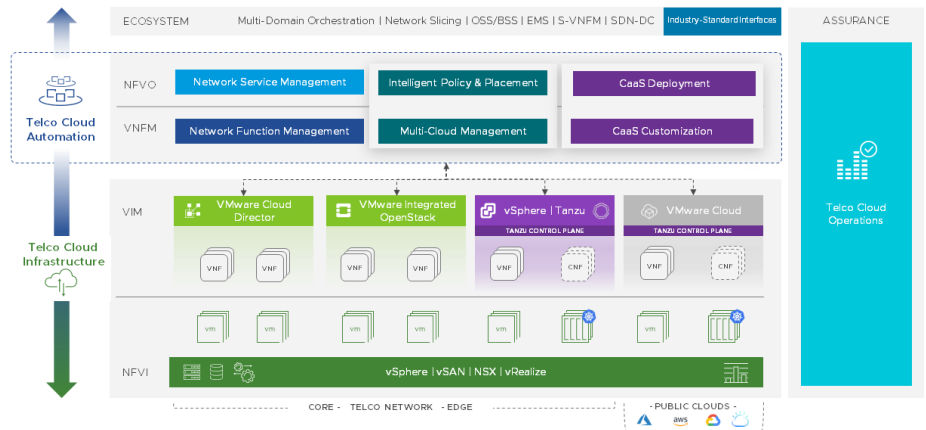 ECOSYSTEM
Multi-Domain Orchestration | Network Slicing | OSS/BSS | EMS | S-VNFM | SDN-DC
Industry-Standard Interfaces
ASSURANCE
NFVO
Network Service Management
Intelligent Policy & Placement
CaaS Deployment
Telco Cloud
Automation
VNFM
Network Function Management
Multi-Cloud Management
CaaS Customization
Telco Cloud
Operations
VIM
VMware Cloud
Director
VMware Integrated
OpenStack
vSphere | Tanzu
TANZU CONTROL PLANE
VMware Cloud
TANZU CONTROL PLANE
Telco Cloud
Infrastructure
VNF
VNF
VNF
VNF
VNF
CNF
VNF
CNF
vm
vm
vm
vm
vm
vm
NFVI
vSphere | vSAN | NSX | vRealize
CORE - TELCO NETWORK - EDGE
- PUBLIC CLOUDS -
aws